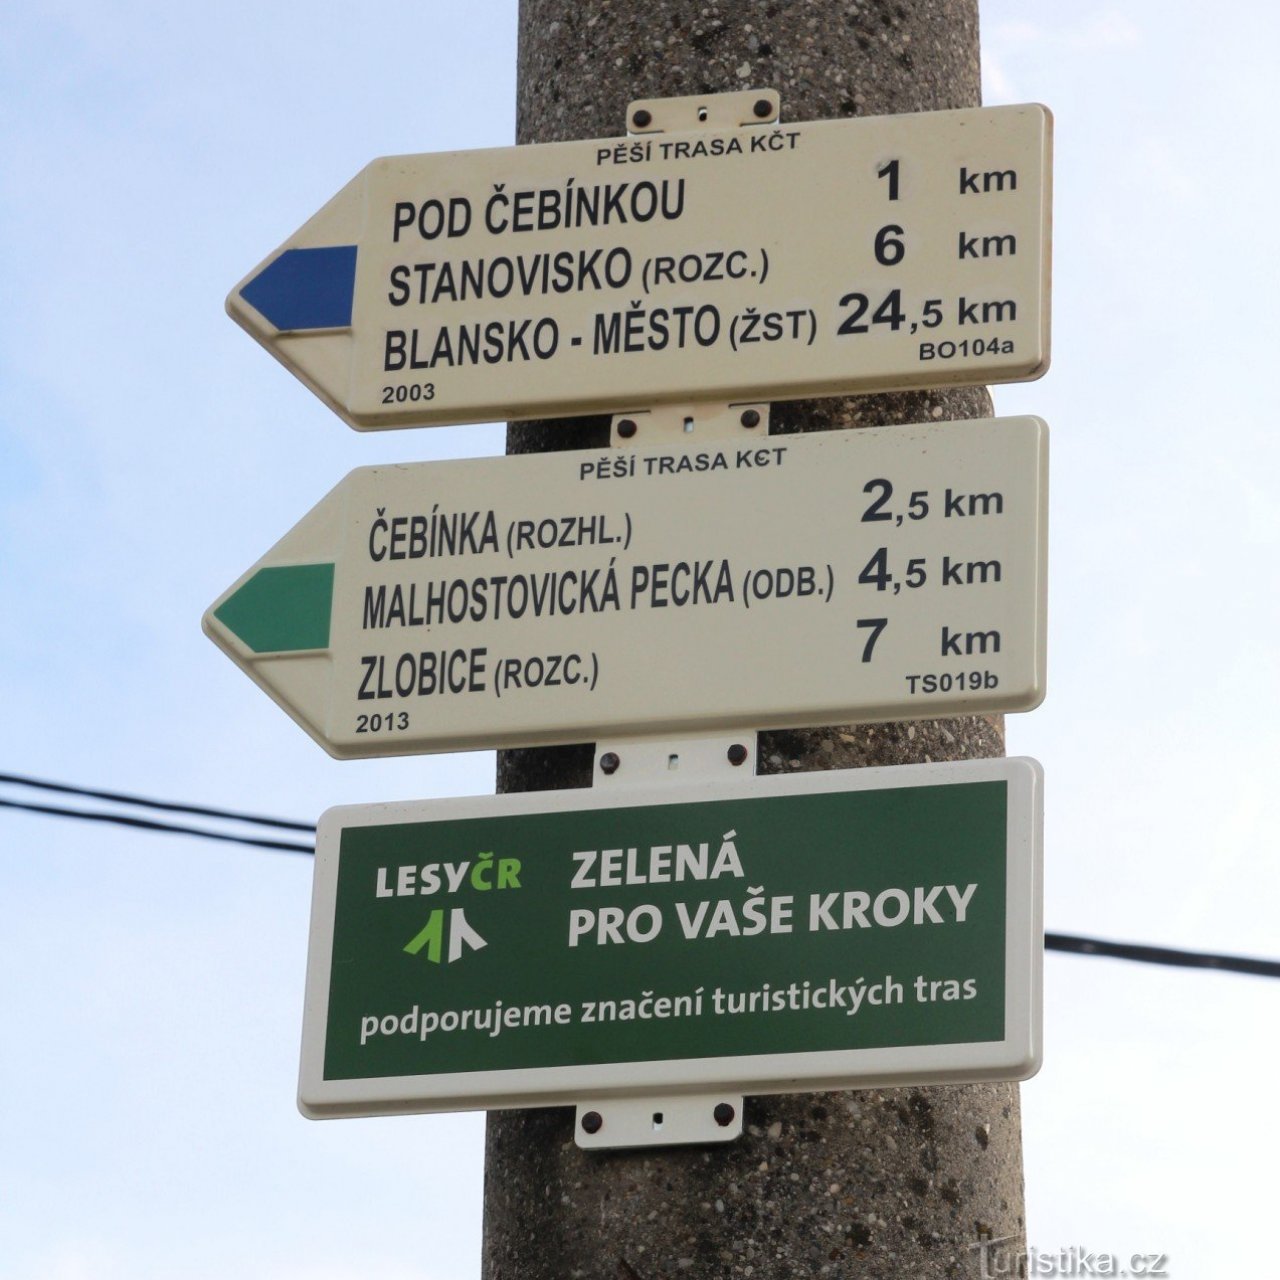 PĚŠÍ TRASA KČT
POD ČEBÍNKOU 1 km
STANOVISKO (ROZC.) 6 km
BLANSKO - MĚSTO (ŽST) 24,5 km
2003 BO104a
PĚŠÍ TRASA KČT
ČEBÍNKA (ROZHL.) 2,5 km
MALHOSTOVICKÁ PECKA (ODB.) 4,5 km
ZLOBICE (ROZC.) 7 km
2013 TS019b
LESYČR ZELENÁ
PRO VAŠE KROKY
podporujeme značení turistických tras
Turistika.cz